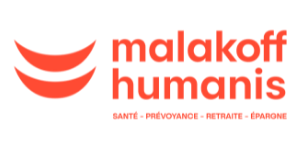 malakoff
humanis
SANTÉ - PRÉVOYANCE - RETRAITE - ÉPARGNE